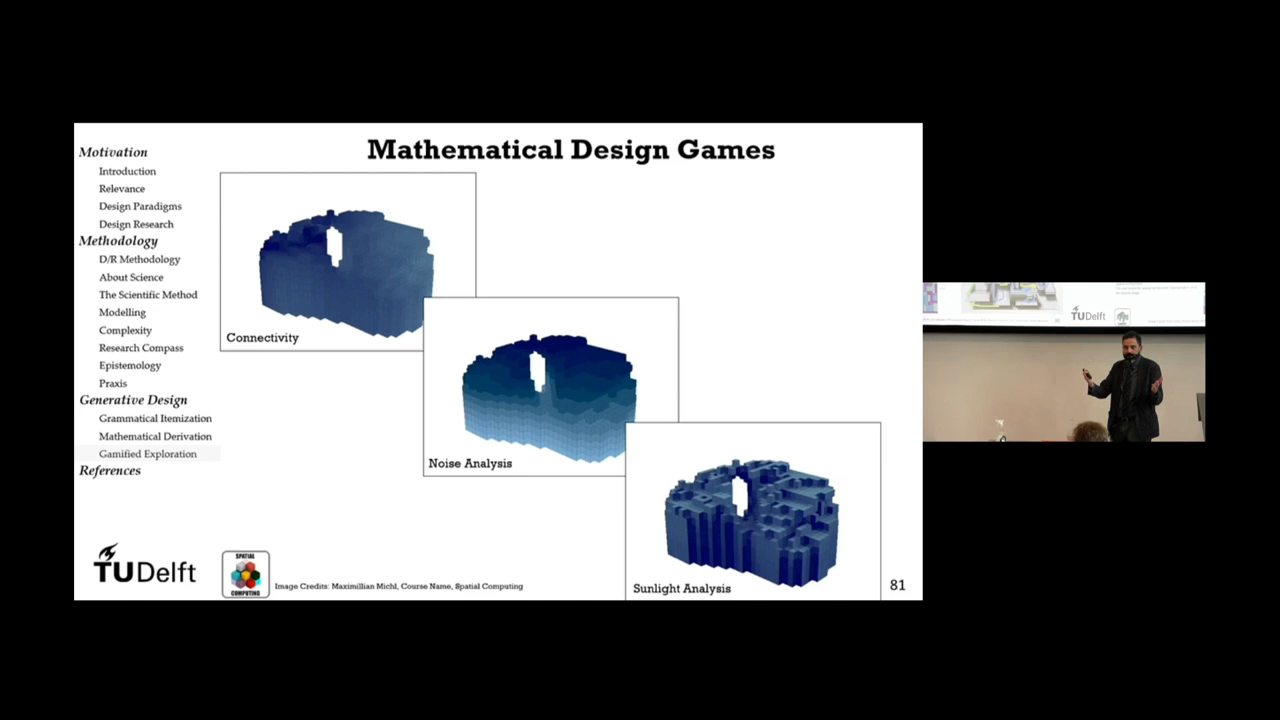 Mathematical Design Games
Motivation
Introduction
Relevance
Design Paradigms
Design Research
Methodology
D/R Methodology
About Science
The Scientific Method
Modelling
Complexity
Research Compass
Epistemology
Praxis
Generative Design
Grammatical Itemization
Mathematical Derivation
Gamified Exploration
References
Connectivity
Noise Analysis
Sunlight Analysis
TUDelft
SPATIAL
COMPUTING
Image Credits: Maximillian Michl, Course Name, Spatial Computing
81
TUDelft